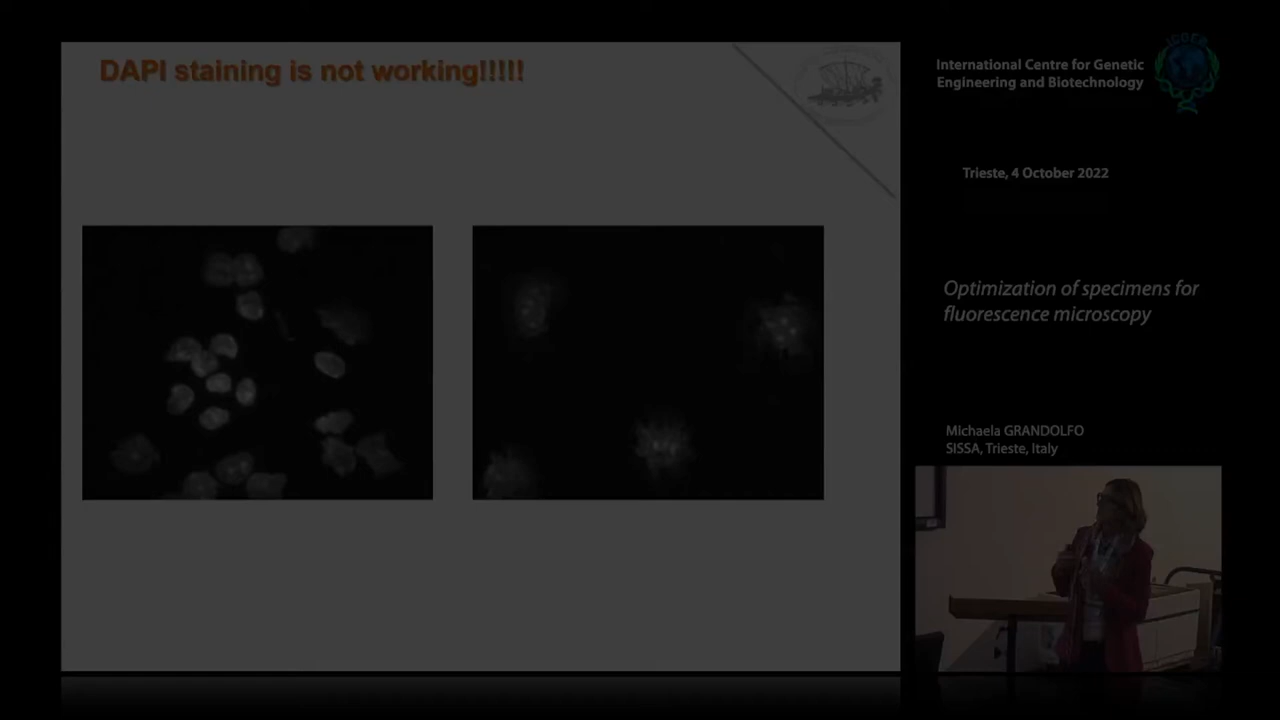 DAPI staining is not working!!!!!
International Centre for Genetic
Engineering and Biotechnology
ICGEB
Trieste, 4 October 2022
Optimization of specimens for
fluorescence microscopy
Michaela GRANDOLFO
SISSA, Trieste, Italy